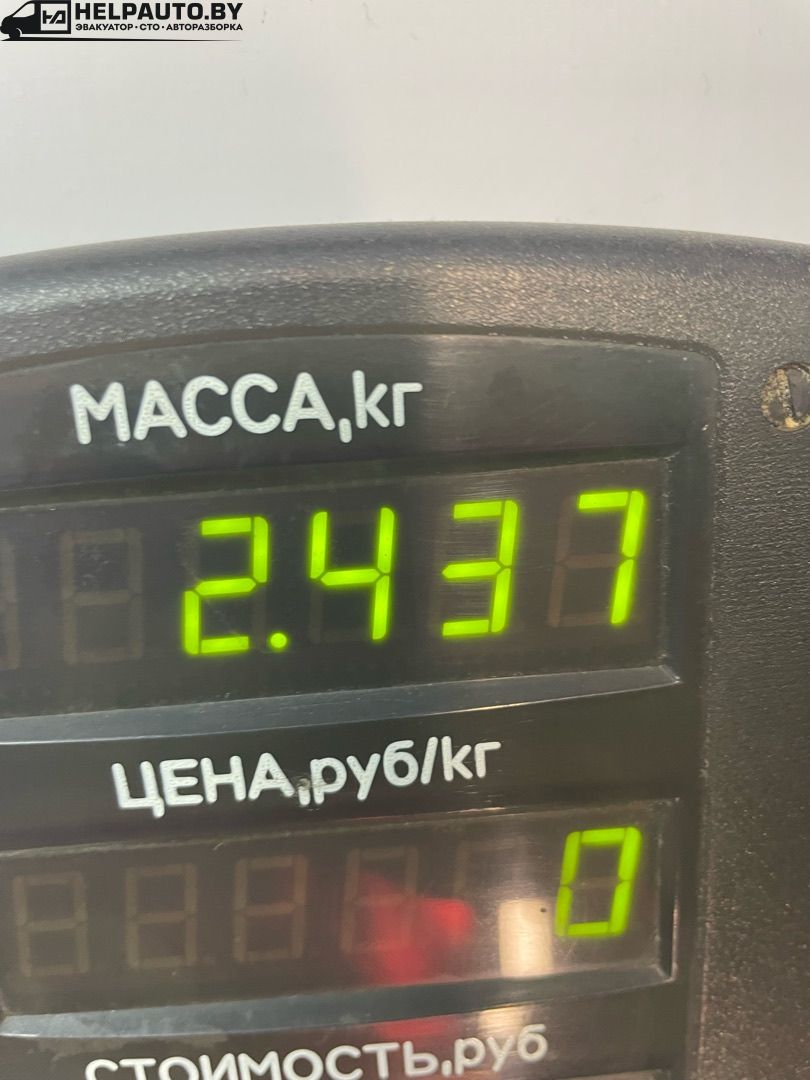 HELPAUTO.BY
ЭВАКУАТОР•СТО•АВТОРАЗБОРКА
МАССА,кг
2.437
ЦЕНА,руб/кг
0
СТОИМОСТЬ,руб